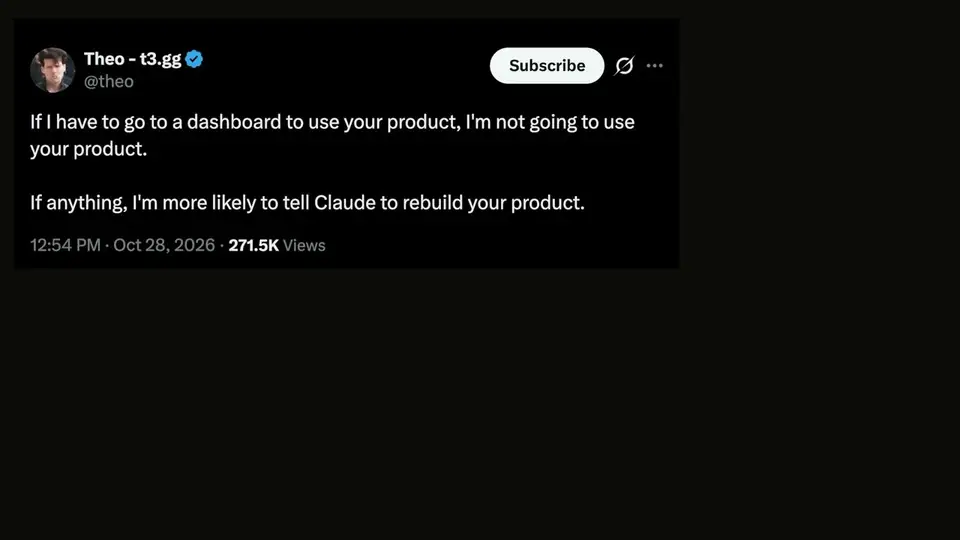 Theo - t3.gg
Subscribe
@theo
If I have to go to a dashboard to use your product, I'm not going to use
your product.
If anything, I'm more likely to tell Claude to rebuild your product.
12:54 PM · Oct 28, 2026 · 271.5K Views